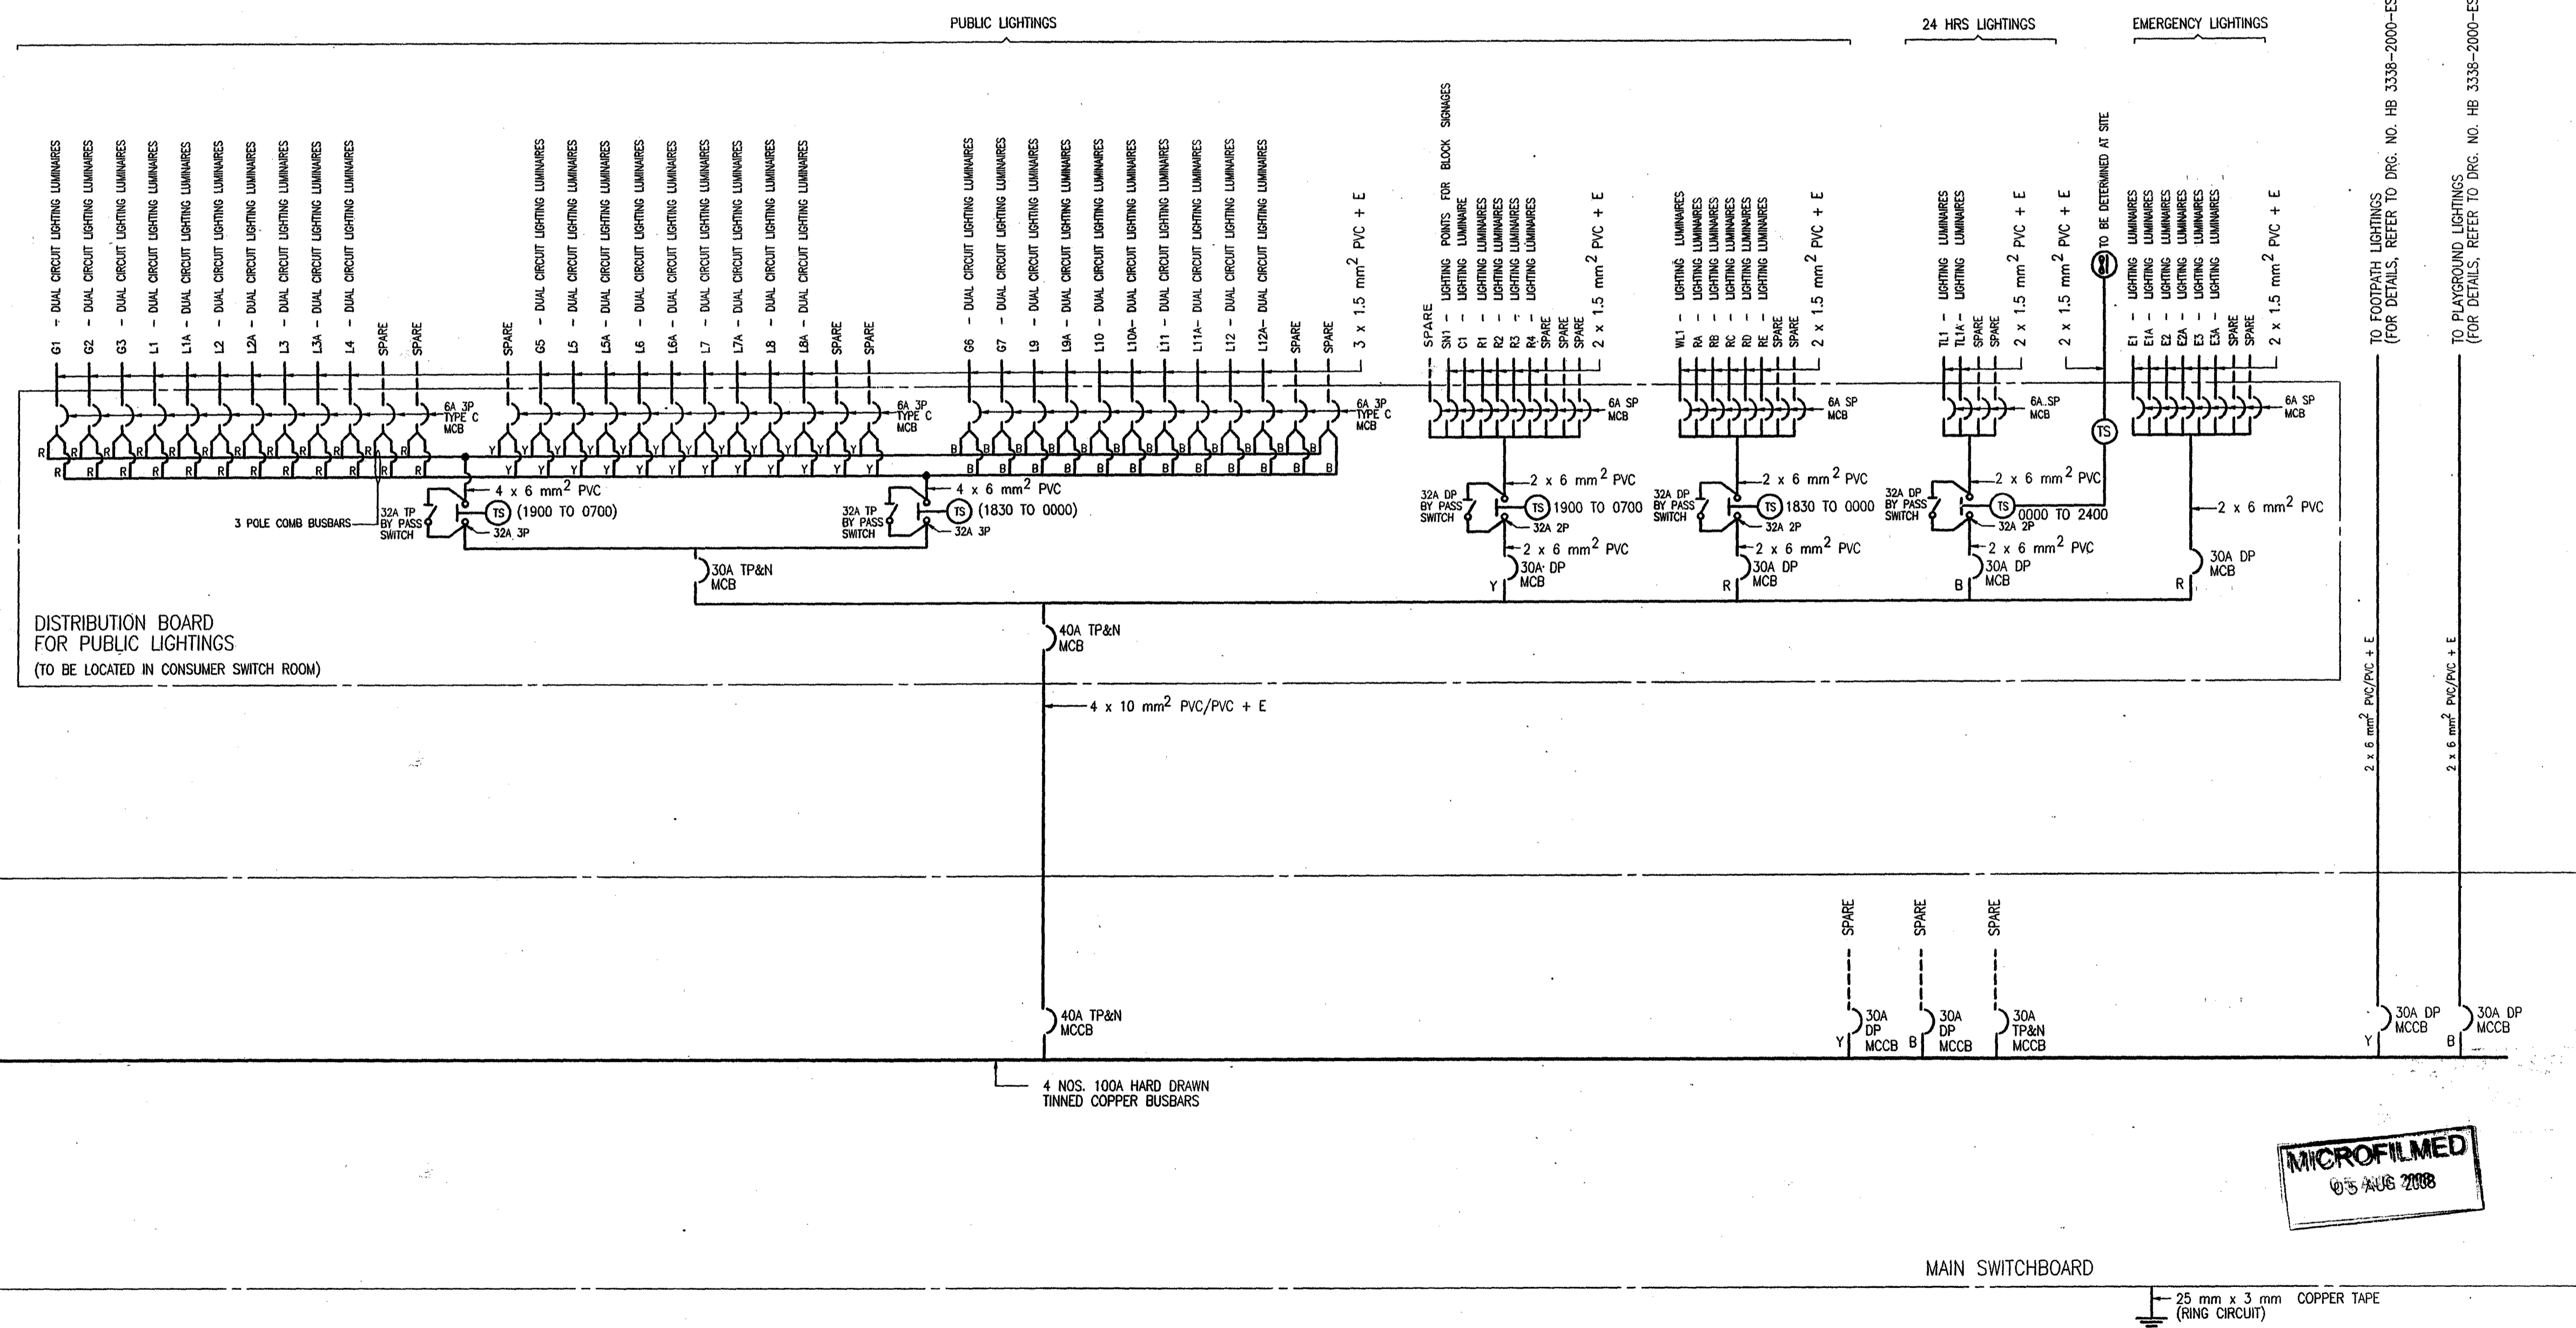 PUBLIC LIGHTINGS
24 HRS LIGHTINGS
EMERGENCY LIGHTINGS
G1 - DUAL CIRCUIT LIGHTING LUMINAIRES
G2 - DUAL CIRCUIT LIGHTING LUMINAIRES
G3 - DUAL CIRCUIT LIGHTING LUMINAIRES
L1 - DUAL CIRCUIT LIGHTING LUMINAIRES
L1A - DUAL CIRCUIT LIGHTING LUMINAIRES
L2 - DUAL CIRCUIT LIGHTING LUMINAIRES
L2A - DUAL CIRCUIT LIGHTING LUMINAIRES
L3 - DUAL CIRCUIT LIGHTING LUMINAIRES
L3A - DUAL CIRCUIT LIGHTING LUMINAIRES
L4 - DUAL CIRCUIT LIGHTING LUMINAIRES
SPARE
SPARE
SPARE
G5 - DUAL CIRCUIT LIGHTING LUMINAIRES
L5 - DUAL CIRCUIT LIGHTING LUMINAIRES
L5A - DUAL CIRCUIT LIGHTING LUMINAIRES
L6 - DUAL CIRCUIT LIGHTING LUMINAIRES
L6A - DUAL CIRCUIT LIGHTING LUMINAIRES
L7 - DUAL CIRCUIT LIGHTING LUMINAIRES
L7A - DUAL CIRCUIT LIGHTING LUMINAIRES
L8 - DUAL CIRCUIT LIGHTING LUMINAIRES
L8A - DUAL CIRCUIT LIGHTING LUMINAIRES
SPARE
SPARE
G6 - DUAL CIRCUIT LIGHTING LUMINAIRES
G7 - DUAL CIRCUIT LIGHTING LUMINAIRES
L9 - DUAL CIRCUIT LIGHTING LUMINAIRES
L9A - DUAL CIRCUIT LIGHTING LUMINAIRES
L10 - DUAL CIRCUIT LIGHTING LUMINAIRES
L10A- DUAL CIRCUIT LIGHTING LUMINAIRES
L11 - DUAL CIRCUIT LIGHTING LUMINAIRES
L11A- DUAL CIRCUIT LIGHTING LUMINAIRES
L12 - DUAL CIRCUIT LIGHTING LUMINAIRES
L12A- DUAL CIRCUIT LIGHTING LUMINAIRES
SPARE
SPARE
3 x 1.5 mm2 PVC + E
SPARE
SN1 - LIGHTING POINTS FOR BLOCK SIGNAGES
C1 - LIGHTING LUMINAIRE
R1 - LIGHTING LUMINAIRES
R2 - LIGHTING LUMINAIRES
R3 - LIGHTING LUMINAIRES
R4 - LIGHTING LUMINAIRES
SPARE
SPARE
SPARE
2 x 1.5 mm2 PVC + E
WL1 - LIGHTING LUMINAIRES
RA - LIGHTING LUMINAIRES
RB - LIGHTING LUMINAIRES
RC - LIGHTING LUMINAIRES
RD - LIGHTING LUMINAIRES
RE - LIGHTING LUMINAIRES
SPARE
SPARE
2 x 1.5 mm2 PVC + E
TL1 - LIGHTING LUMINAIRES
TL1A - LIGHTING LUMINAIRES
SPARE
SPARE
2 x 1.5 mm2 PVC + E
2 x 1.5 mm2 PVC + E
TO BE DETERMINED AT SITE
E1 - LIGHTING LUMINAIRES
E1A - LIGHTING LUMINAIRES
E2 - LIGHTING LUMINAIRES
E2A - LIGHTING LUMINAIRES
E3 - LIGHTING LUMINAIRES
E3A - LIGHTING LUMINAIRES
SPARE
SPARE
2 x 1.5 mm2 PVC + E
TO FOOTPATH LIGHTINGS
(FOR DETAILS, REFER TO DRG. NO. HB 3338-2000-ES
TO PLAYGROUND LIGHTINGS
(FOR DETAILS, REFER TO DRG. NO. HB 3338-2000-ES
6A 3P
TYPE C
MCB
6A 3P
TYPE C
MCB
6A 3P
TYPE C
MCB
6A SP
MCB
6A SP
MCB
6A SP
MCB
TS
6A SP
MCB
R R R R R R R R R R R R
R R R R R R R R R R R R
Y Y Y Y Y Y Y Y Y Y Y Y
Y Y Y Y Y Y Y Y Y Y Y Y
B B B B B B B B B B B B
B B B B B B B B B B B B
3 POLE COMB BUSBARS
32A TP
BY PASS
SWITCH
4 x 6 mm2 PVC
TS (1900 TO 0700)
32A 3P
32A TP
BY PASS
SWITCH
4 x 6 mm2 PVC
TS (1830 TO 0000)
32A 3P
32A DP
BY PASS
SWITCH
2 x 6 mm2 PVC
TS 1900 TO 0700
32A 2P
2 x 6 mm2 PVC
32A DP
BY PASS
SWITCH
2 x 6 mm2 PVC
TS 1830 TO 0000
32A 2P
2 x 6 mm2 PVC
32A DP
BY PASS
SWITCH
2 x 6 mm2 PVC
TS
0000 TO 2400
32A 2P
2 x 6 mm2 PVC
2 x 6 mm2 PVC
30A TP&N
MCB
30A DP
MCB
Y
30A DP
MCB
R
30A DP
MCB
B
30A DP
MCB
R
DISTRIBUTION BOARD
FOR PUBLIC LIGHTINGS
(TO BE LOCATED IN CONSUMER SWITCH ROOM)
40A TP&N
MCB
4 x 10 mm2 PVC/PVC + E
2 x 6 mm2 PVC/PVC + E
2 x 6 mm2 PVC/PVC + E
SPARE
SPARE
SPARE
40A TP&N
MCCB
30A
DP
MCCB
Y
30A
DP
MCCB
B
30A
TP&N
MCCB
30A DP
MCCB
Y
30A DP
MCCB
B
4 NOS. 100A HARD DRAWN
TINNED COPPER BUSBARS
MICROFILMED
05 AUG 2008
MAIN SWITCHBOARD
25 mm x 3 mm COPPER TAPE
(RING CIRCUIT)